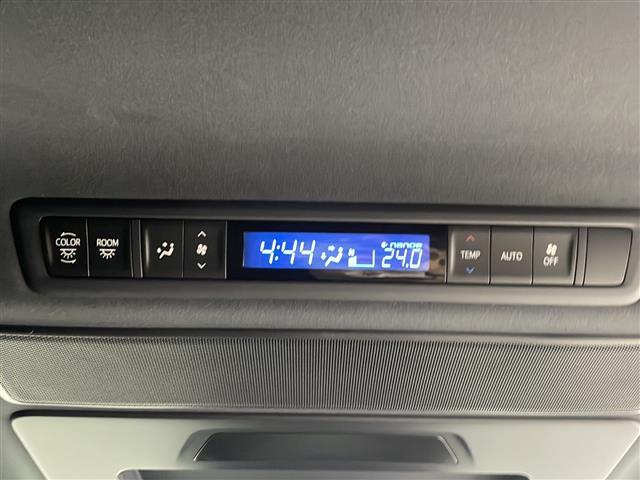 COLOR
ROOM
4:44
nanoe
24.0
TEMP
AUTO
OFF